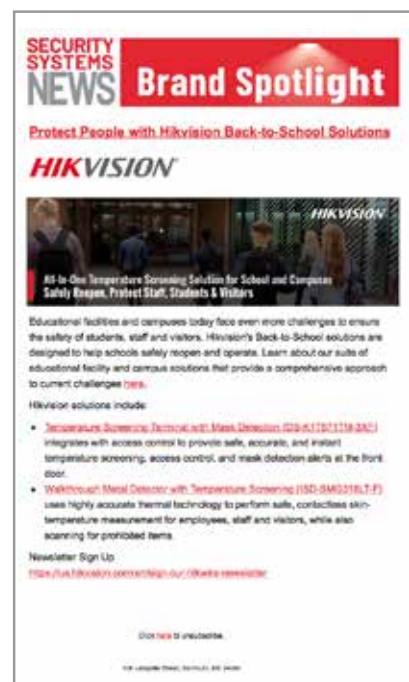 SECURITY
SYSTEMS
NEWS
Brand Spotlight
Protect People with Hikvision Back-to-School Solutions
HIKVISION
HIKVISION
All-In-One Temperature Screening Solution for School and Campuses
Safely Reopen, Protect Staff, Students & Visitors
Educational facilities and campuses today face even more challenges to ensure
the safety of students, staff and visitors. Hikvision's Back-to-School solutions are
designed to help schools safely reopen and operate. Learn about our suite of
educational facility and campus solutions that provide a comprehensive approach
to current challenges here.
Hikvision solutions include:
Temperature Screening Terminal with Mask Detection
integrates with access control to provide safe, accurate, and instant
temperature screening, access control, and mask detection alerts at the front
door.
Walkthrough Metal Detector with Temperature Screening
uses highly accurate thermal technology to perform safe, contactless skin-
temperature measurement for employees, staff and visitors, while also
scanning for prohibited items.
Newsletter Sign Up
Click here to unsubscribe.